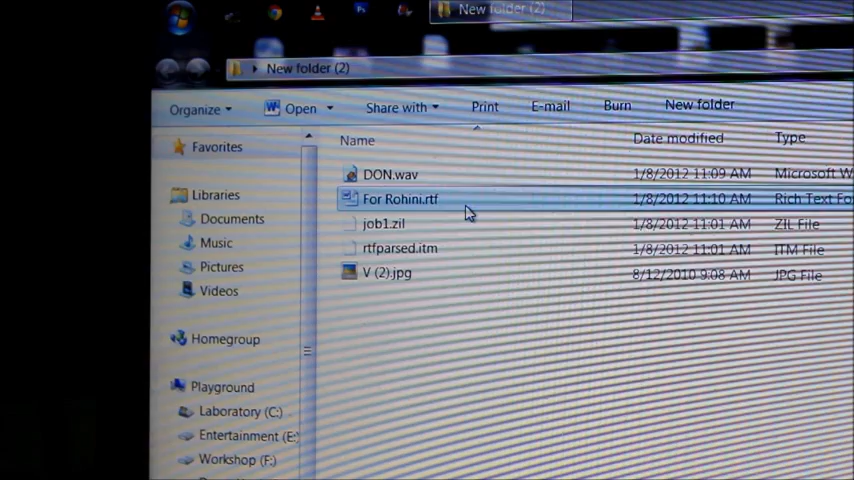 New folder (2)
New folder (2)
Organize Open Share with Print E-mail Burn New folder
Name Date modified Type
Favorites
DON.wav 1/8/2012 11:09 AM Microsoft W
For Rohini.rtf 1/8/2012 11:10 AM Rich Text Fo
Libraries
Documents
job1.zil 1/8/2012 11:01 AM ZIL File
Music
rtfparsed.itm 1/8/2012 11:01 AM ITM File
Pictures
V (2).jpg 8/12/2010 9:08 AM JPG File
Videos
Homegroup
Playground
Laboratory (C:)
Entertainment (E:
Workshop (F:)